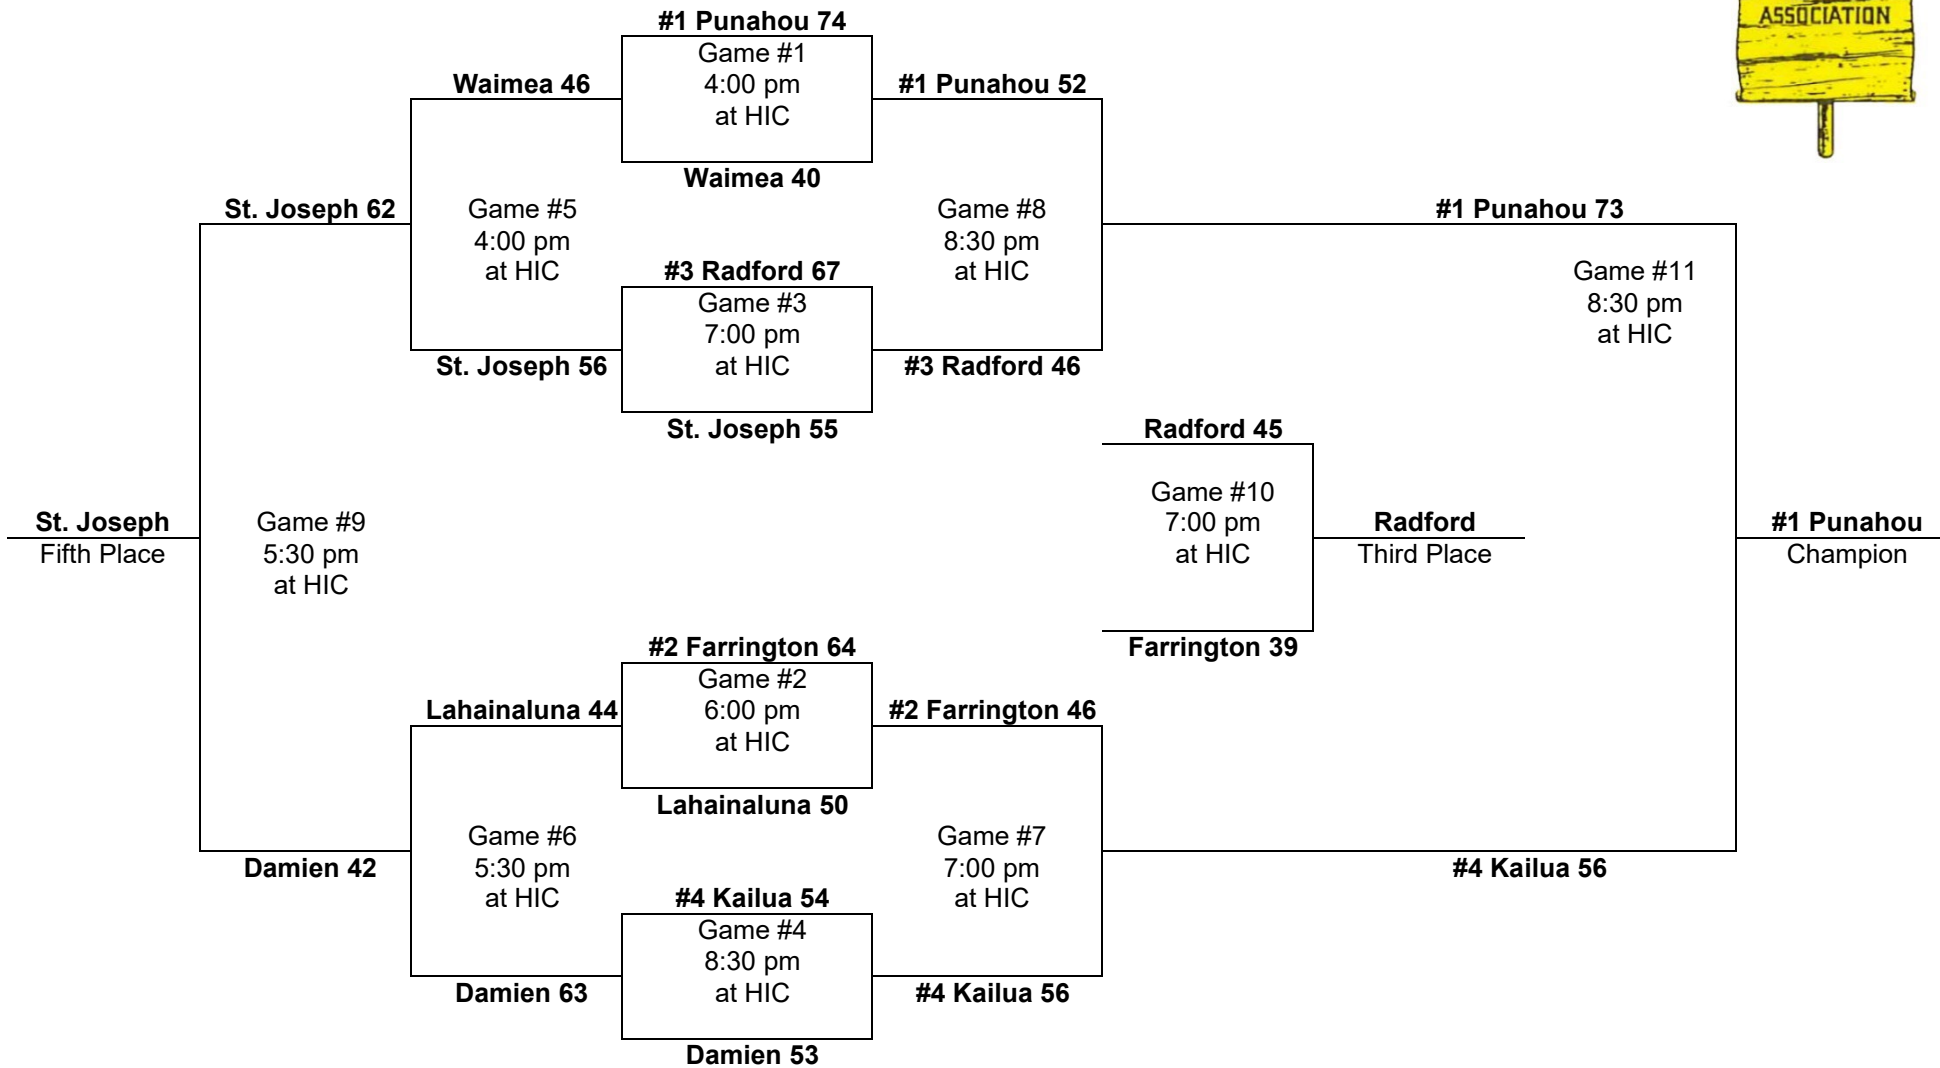 ASSOCIATION
#1 Punahou 74
Game #1
4:00 pm
at HIC
Waimea 46
#1 Punahou 52
Waimea 40
St. Joseph 62
Game #5
4:00 pm
at HIC
Game #8
8:30 pm
at HIC
#1 Punahou 73
#3 Radford 67
Game #3
7:00 pm
at HIC
Game #11
8:30 pm
at HIC
St. Joseph 56
#3 Radford 46
St. Joseph 55
Radford 45
Game #10
7:00 pm
at HIC
St. Joseph
Fifth Place
Game #9
5:30 pm
at HIC
Radford
Third Place
#1 Punahou
Champion
Farrington 39
#2 Farrington 64
Game #2
6:00 pm
at HIC
Lahainaluna 44
#2 Farrington 46
Lahainaluna 50
Game #6
5:30 pm
at HIC
Game #7
7:00 pm
at HIC
Damien 42
#4 Kailua 56
#4 Kailua 54
Game #4
8:30 pm
at HIC
Damien 63
#4 Kailua 56
Damien 53